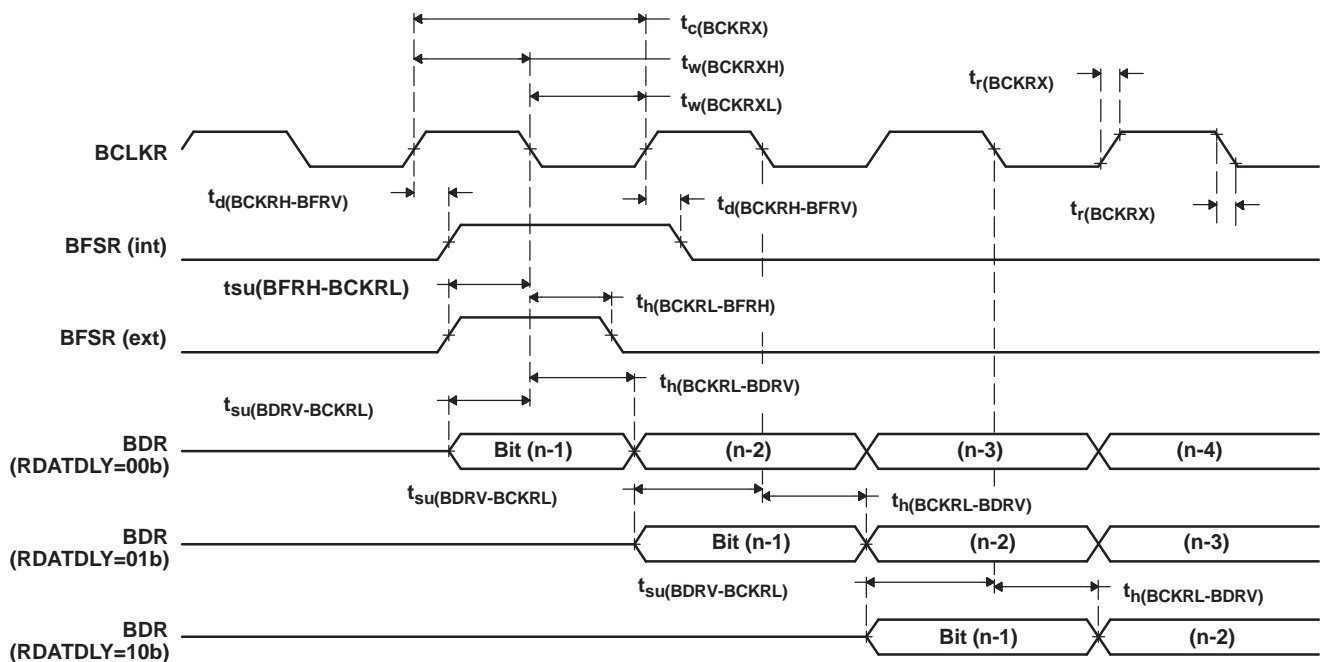 tc(BCKRX)
tw(BCKRXH)
tr(BCKRX)
tw(BCKRXL)
BCLKR
td(BCKRH-BFRV)
td(BCKRH-BFRV)
tr(BCKRX)
BFSR (int)
tsu(BFRH-BCKRL)
th(BCKRL-BFRH)
BFSR (ext)
th(BCKRL-BDRV)
tsu(BDRV-BCKRL)
BDR
(RDATDLY=00b)
Bit (n-1)
(n-2)
(n-3)
(n-4)
tsu(BDRV-BCKRL)
th(BCKRL-BDRV)
BDR
(RDATDLY=01b)
Bit (n-1)
(n-2)
(n-3)
tsu(BDRV-BCKRL)
th(BCKRL-BDRV)
BDR
(RDATDLY=10b)
Bit (n-1)
(n-2)